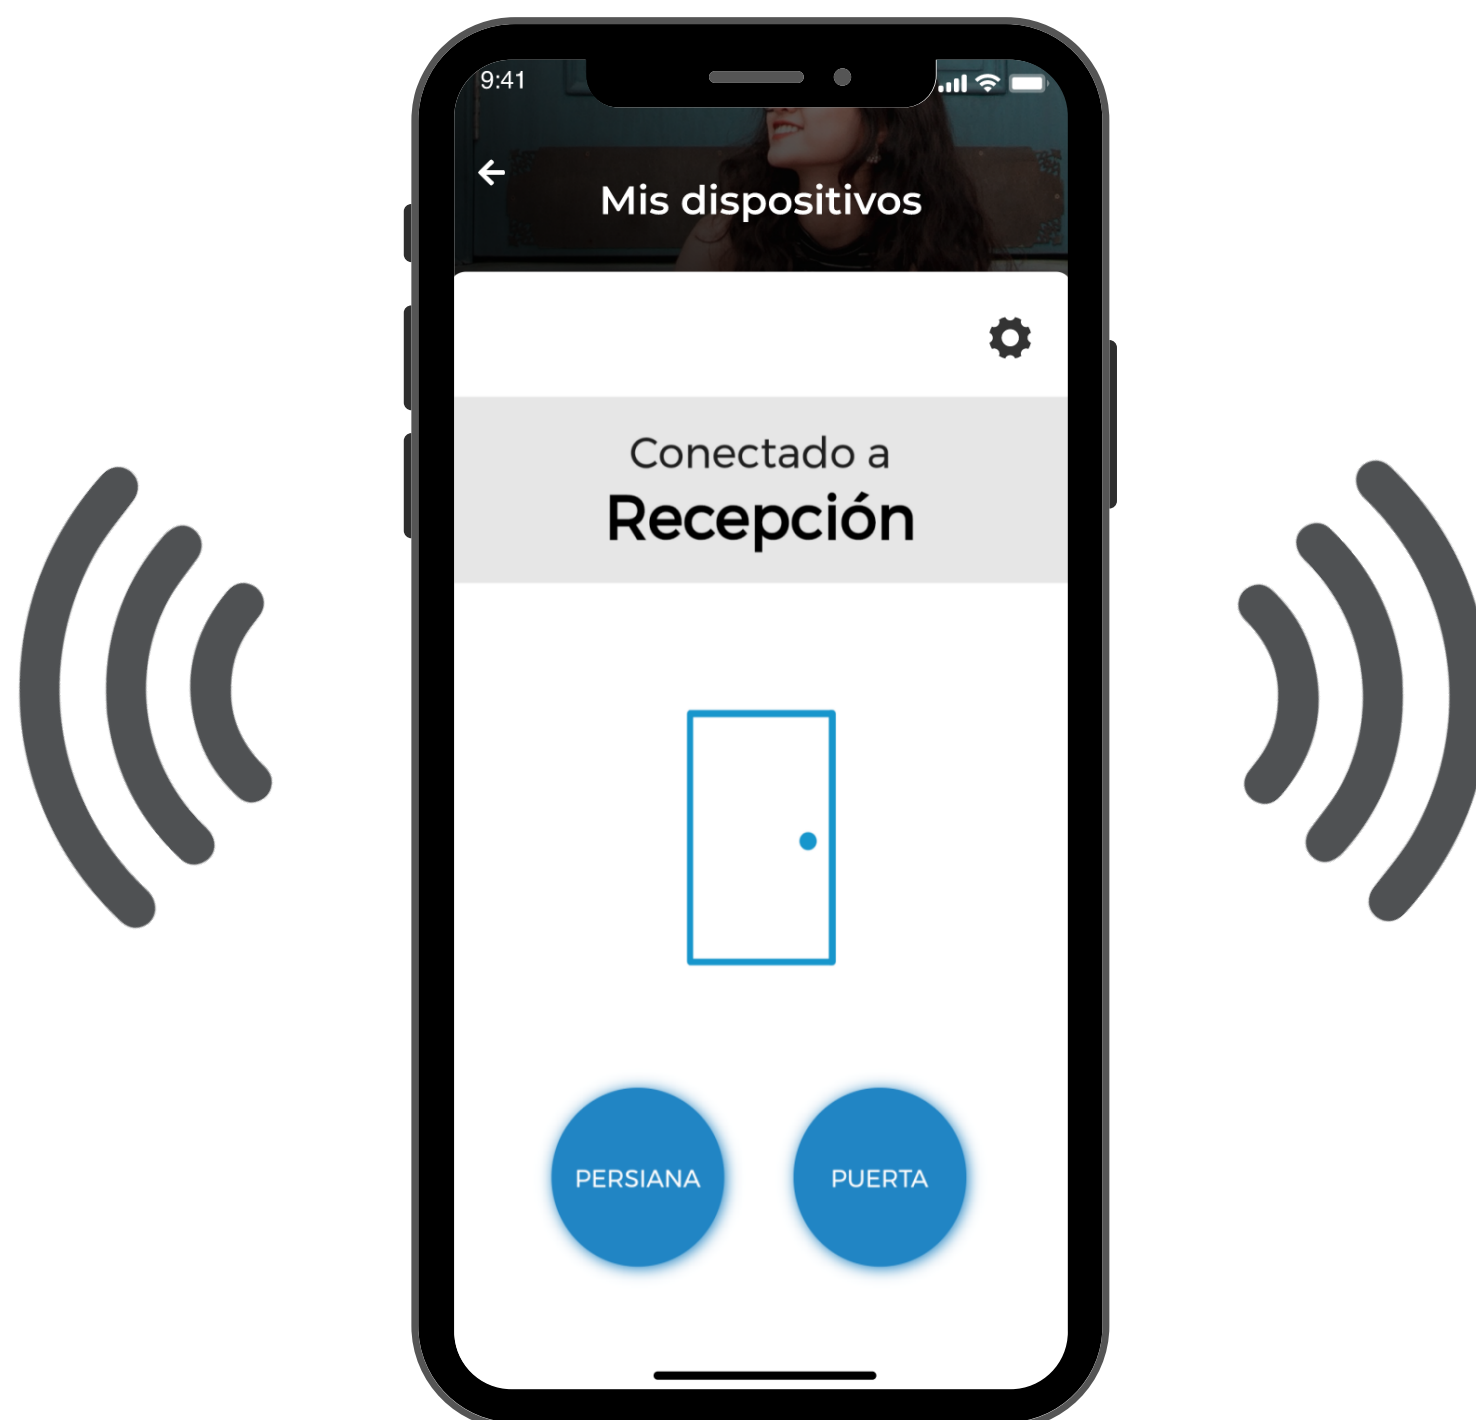 9:41
Mis dispositivos
Conectado a
Recepción
PERSIANA
PUERTA